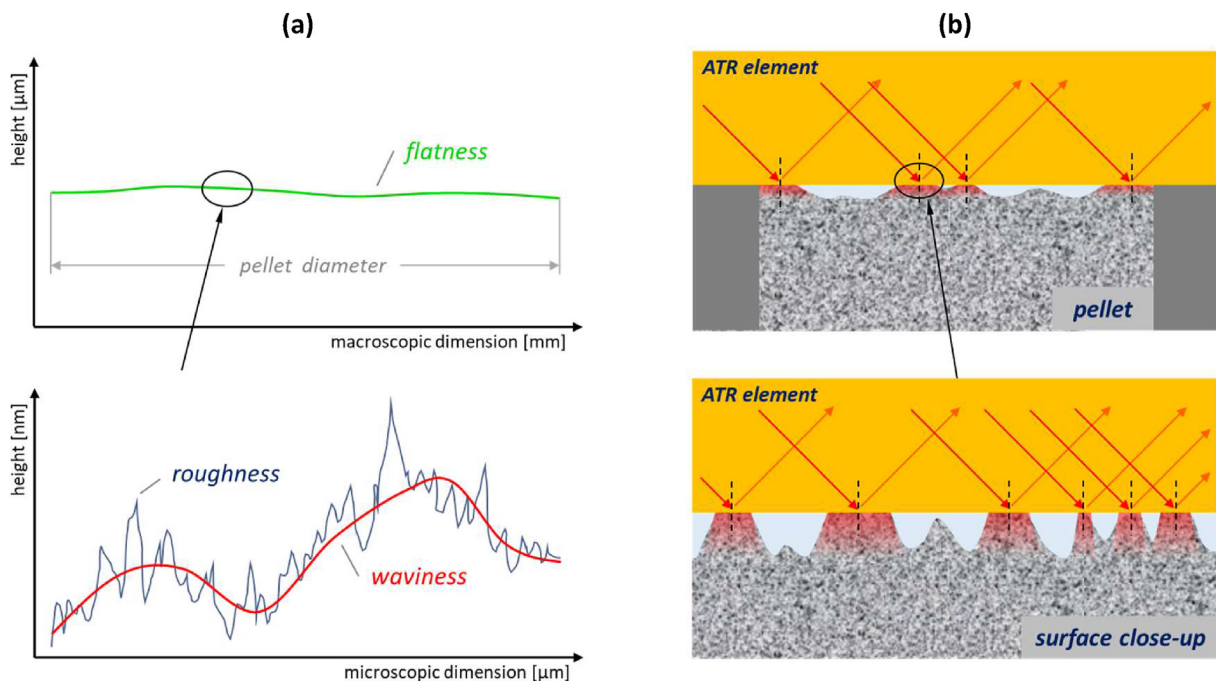 (a)
height [µm]
flatness
pellet diameter
macroscopic dimension [mm]
height [nm]
roughness
waviness
microscopic dimension [µm]
(b)
ATR element
pellet
ATR element
surface close-up